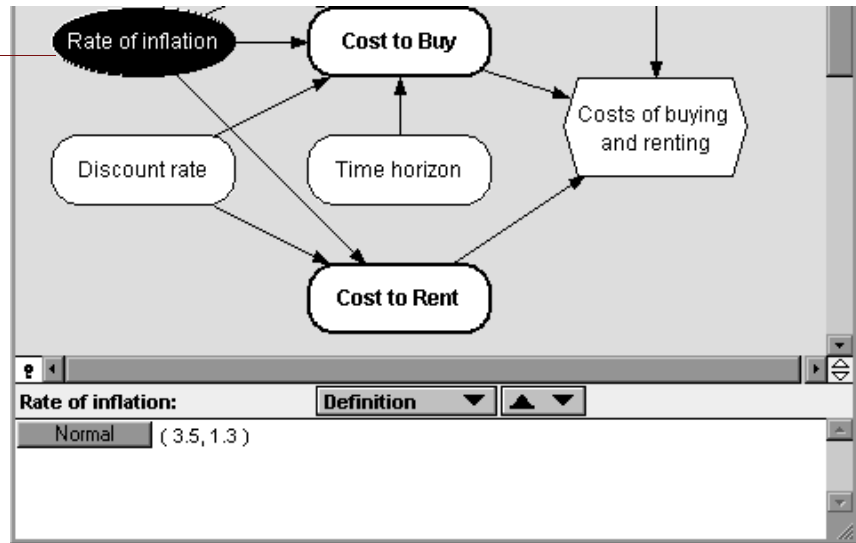 Rate of inflation
Cost to Buy
Costs of buying
and renting
Discount rate
Time horizon
Cost to Rent
?
Rate of inflation:
Definition
Normal
( 3.5, 1.3 )